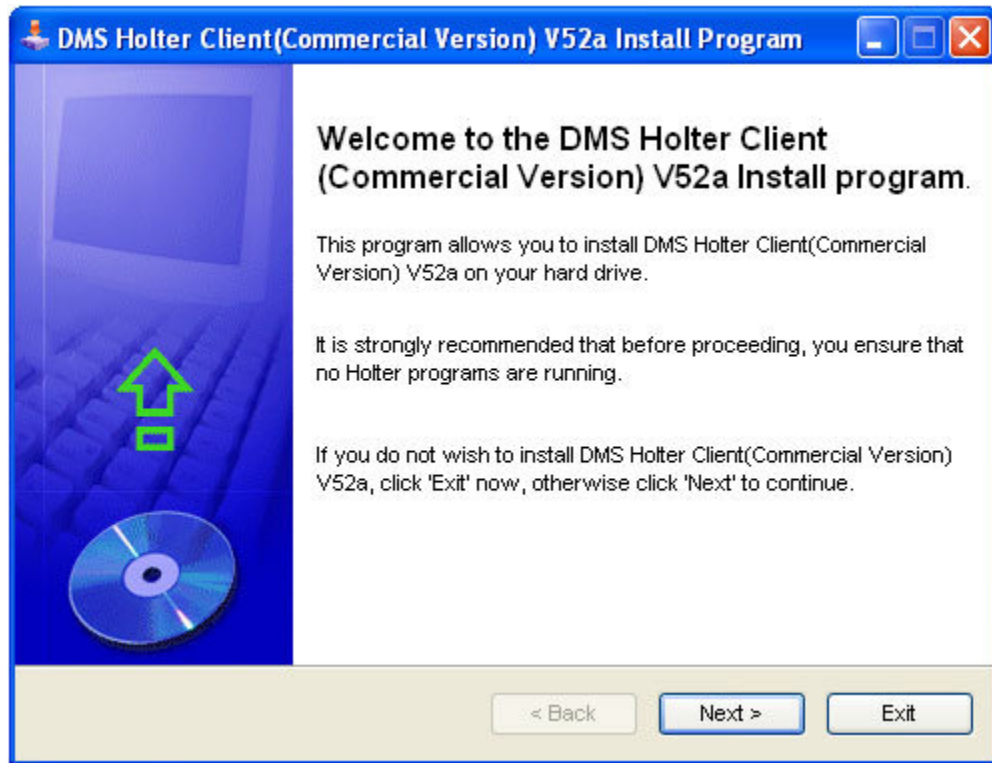 DMS Holter Client(Commercial Version) V52a Install Program
Welcome to the DMS Holter Client
(Commercial Version) V52a Install program.
This program allows you to install DMS Holter Client(Commercial
Version) V52a on your hard drive.
It is strongly recommended that before proceeding, you ensure that
no Holter programs are running.
If you do not wish to install DMS Holter Client(Commercial Version)
V52a, click 'Exit' now, otherwise click 'Next' to continue.
< Back Next > Exit